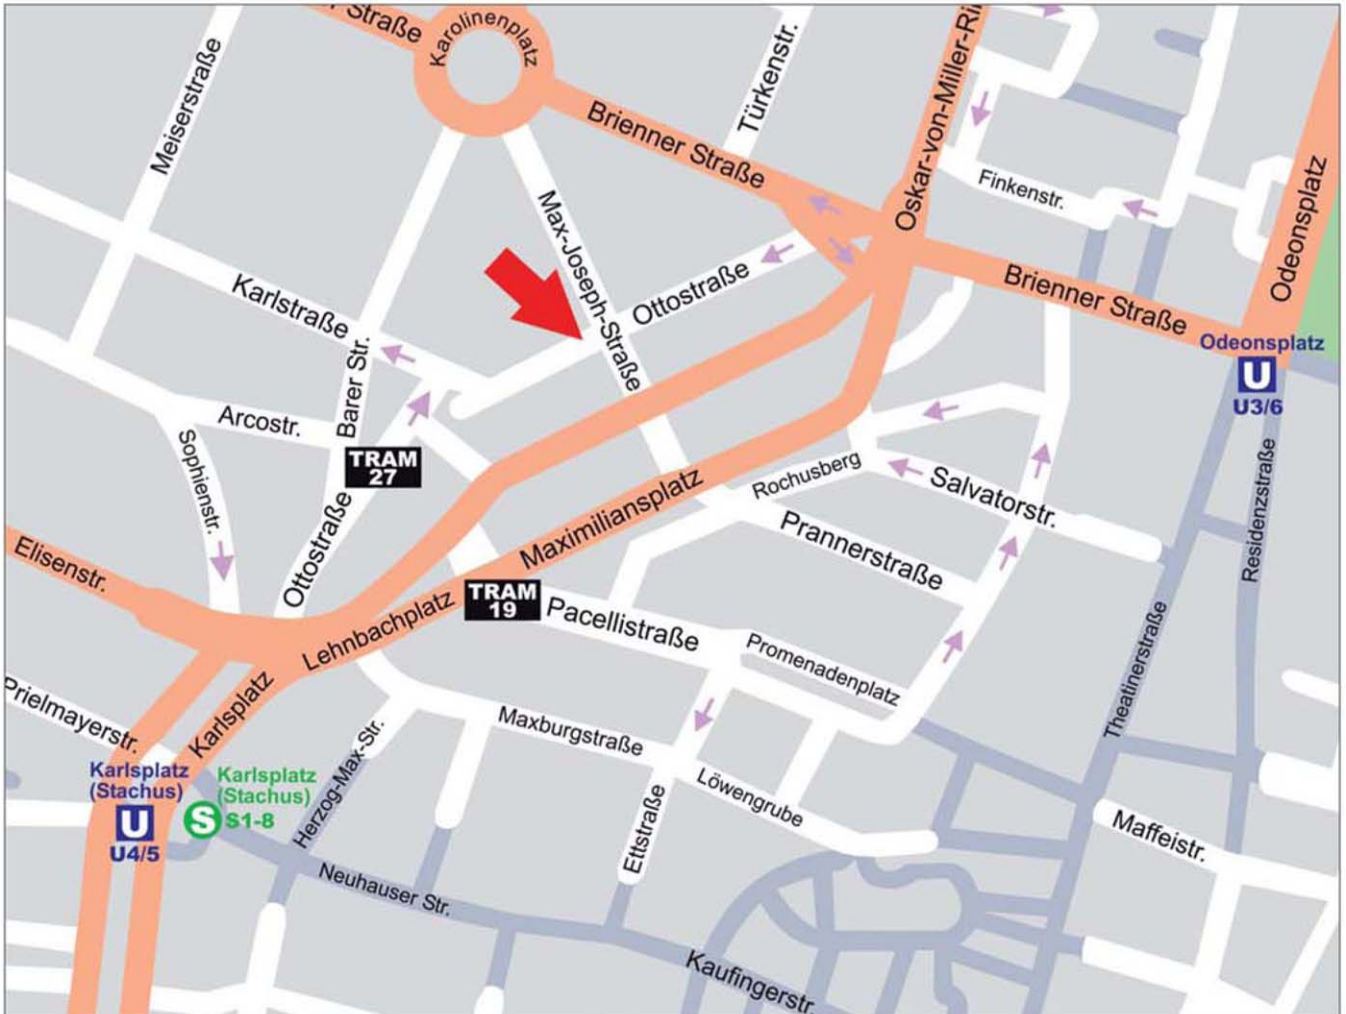 r Straße
Karolinenplatz
Meiserstraße
Türkenstr.
Brienner Straße
Oskar-von-Miller-Ri
Finkenstr.
Odeonsplatz
Max-Joseph-Straße
Ottostraße
Karlstraße
Brienner Straße
Odeonsplatz
U
U3/6
Barer Str.
Arcostr.
Sophienstr.
TRAM
27
Rochusberg
Salvatorstr.
Residenzstraße
Maximiliansplatz
Prannerstraße
Elisenstr.
Ottostraße
TRAM
19
Lehnbachplatz
Pacellistraße
Promenadenplatz
Theatinerstraße
Prielmayerstr.
Karlsplatz
Herzog-Max-Str.
Maxburgstraße
Löwengrube
Karlsplatz
(Stachus)
U
U4/5
Karlsplatz
(Stachus)
S
S1-8
Ettstraße
Maffeistr.
Neuhauser Str.
Kaufingerstr.